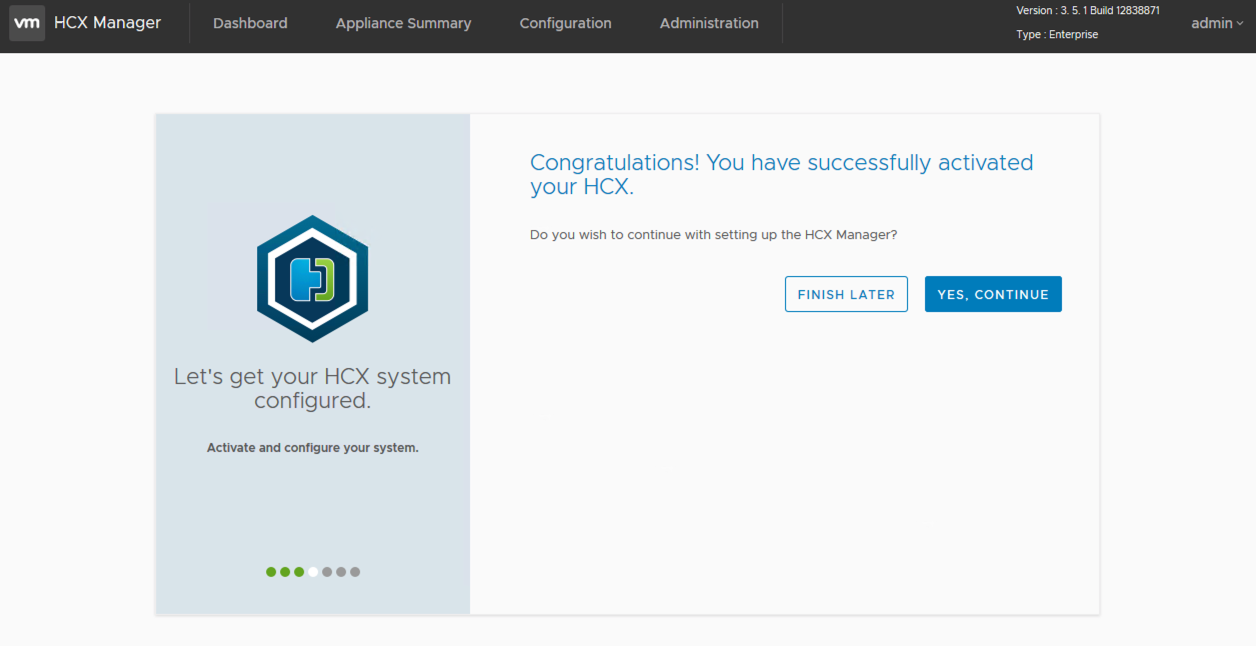 vm HCX Manager Dashboard Appliance Summary Configuration Administration Version : 3. 5. 1 Build 12838871 admin
Type : Enterprise
Congratulations! You have successfully activated
your HCX.
Do you wish to continue with setting up the HCX Manager?
FINISH LATER YES, CONTINUE
Let's get your HCX system
configured.
Activate and configure your system.